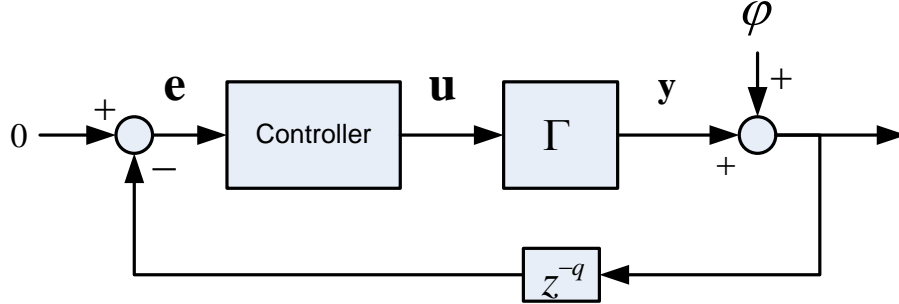 φ
+
e
u
y
+
0
Controller
Γ
+
−
z^{-q}